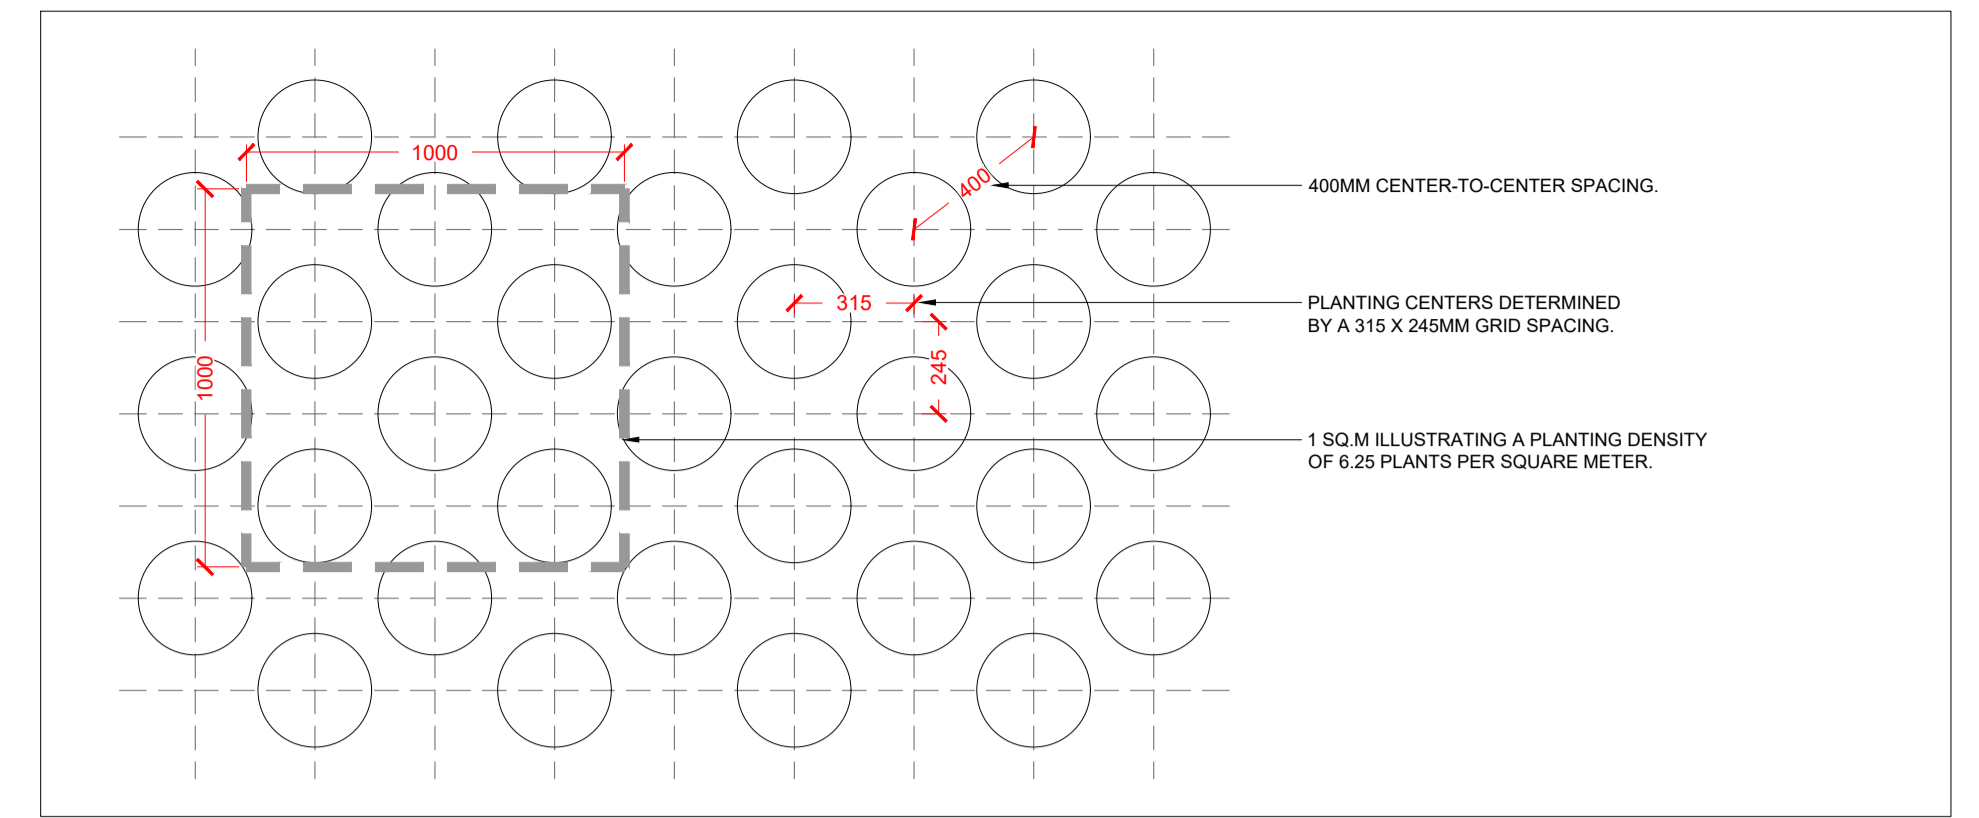 1000
400
400MM CENTER-TO-CENTER SPACING.
315
PLANTING CENTERS DETERMINED
BY A 315 X 245MM GRID SPACING.
1000
245
1 SQ.M ILLUSTRATING A PLANTING DENSITY
OF 6.25 PLANTS PER SQUARE METER.